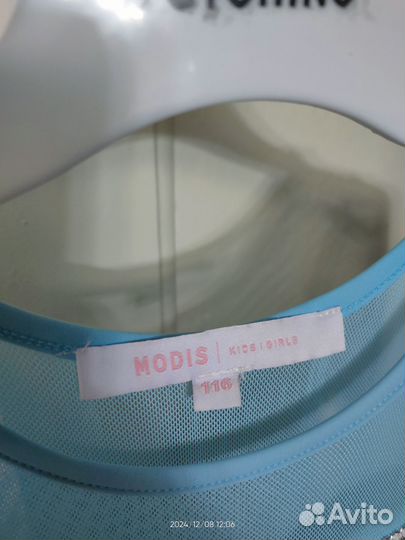 MODIS | KIDS | GIRLS
116
2024/12/08 12:06
Avito